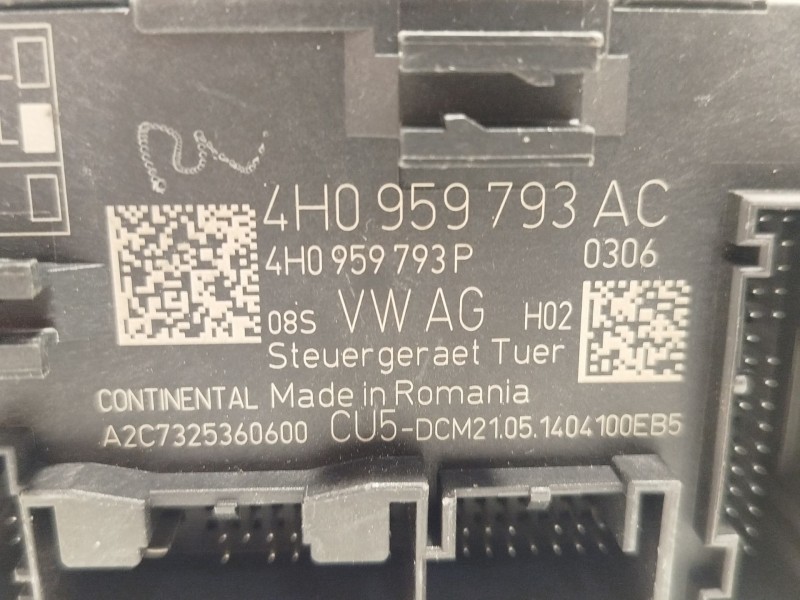 4H0 959 793 AC
4H0 959 793 P 0306
08S VW AG H02
Steuergeraet Tuer
CONTINENTAL Made in Romania
A2C7325360600 CU5-DCM21.05.1404100EB5